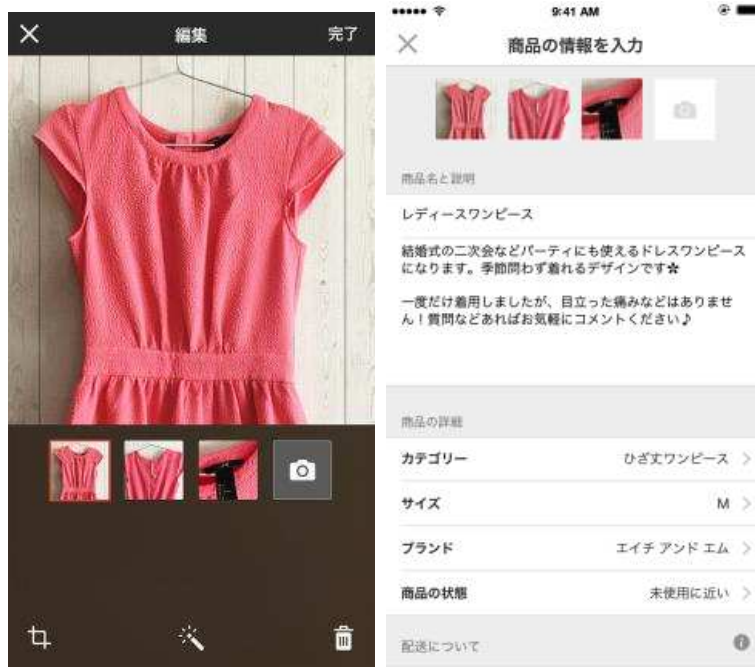 編集
完了
9:41 AM
商品の情報を入力
商品名と説明
レディースワンピース
結婚式の二次会などパーティにも使えるドレスワンピース
になります。季節問わず着れるデザインです✿
一度だけ着用しましたが、目立った痛みなどはありませ
ん！質問などあればお気軽にコメントください♪
商品の詳細
カテゴリー ひざ丈ワンピース
サイズ M
ブランド エイチ アンド エム
商品の状態 未使用に近い
配送について